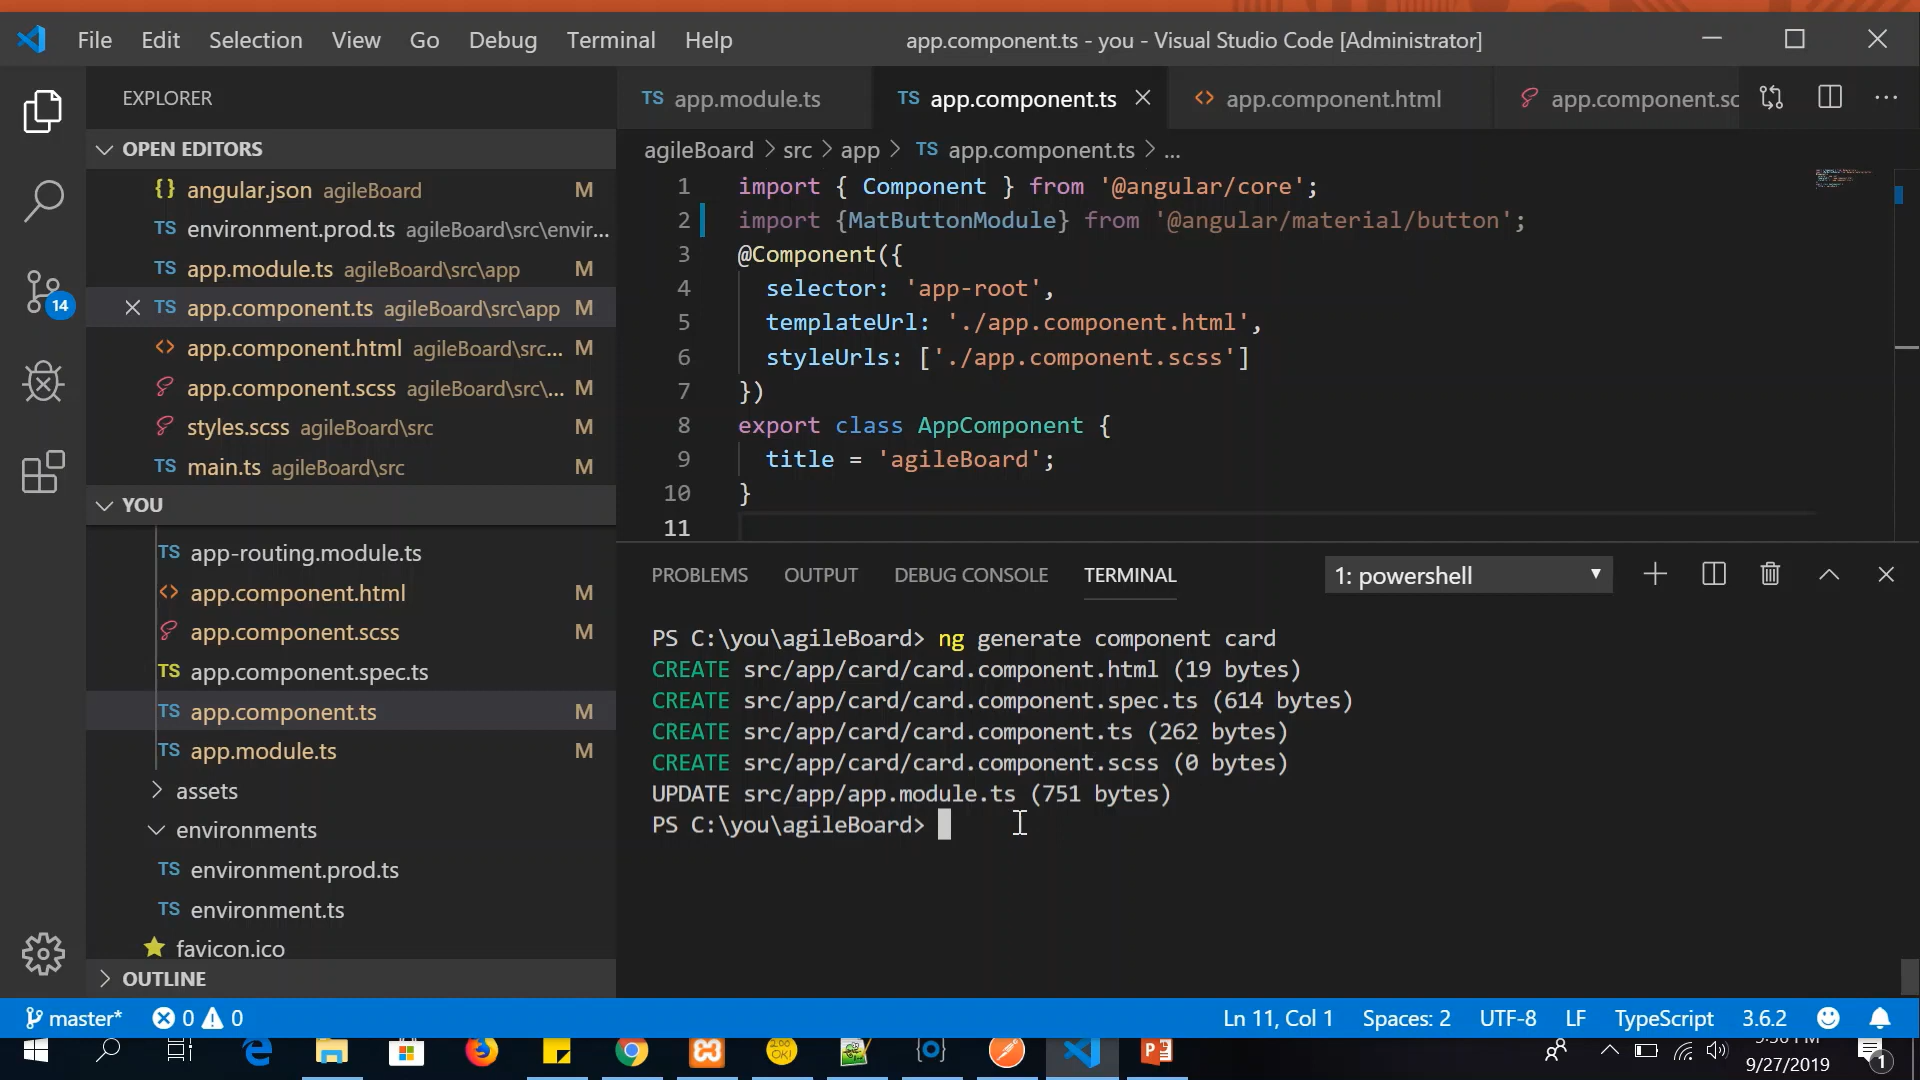 File Edit Selection View Go Debug Terminal Help app.component.ts - you - Visual Studio Code [Administrator]
EXPLORER
OPEN EDITORS
{} angular.json agileBoard M
TS environment.prod.ts agileBoard\src\envir...
TS app.module.ts agileBoard\src\app M
TS app.component.ts agileBoard\src\app M
<> app.component.html agileBoard\src... M
app.component.scss agileBoard\src\... M
styles.scss agileBoard\src M
TS main.ts agileBoard\src M
YOU
TS app-routing.module.ts
<> app.component.html M
app.component.scss M
TS app.component.spec.ts
TS app.component.ts M
TS app.module.ts M
assets
environments
TS environment.prod.ts
TS environment.ts
favicon.ico
OUTLINE
14
TS app.module.ts TS app.component.ts <> app.component.html app.component.sc ...
agileBoard > src > app > TS app.component.ts > ...
1 import { Component } from '@angular/core';
2 import {MatButtonModule} from '@angular/material/button';
3 @Component({
4 selector: 'app-root',
5 templateUrl: './app.component.html',
6 styleUrls: ['./app.component.scss']
7 })
8 export class AppComponent {
9 title = 'agileBoard';
10 }
11
PROBLEMS OUTPUT DEBUG CONSOLE TERMINAL 1: powershell
PS C:\you\agileBoard> ng generate component card
CREATE src/app/card/card.component.html (19 bytes)
CREATE src/app/card/card.component.spec.ts (614 bytes)
CREATE src/app/card/card.component.ts (262 bytes)
CREATE src/app/card/card.component.scss (0 bytes)
UPDATE src/app/app.module.ts (751 bytes)
PS C:\you\agileBoard>
master* 0 0 Ln 11, Col 1 Spaces: 2 UTF-8 LF TypeScript 3.6.2
9/27/2019
1